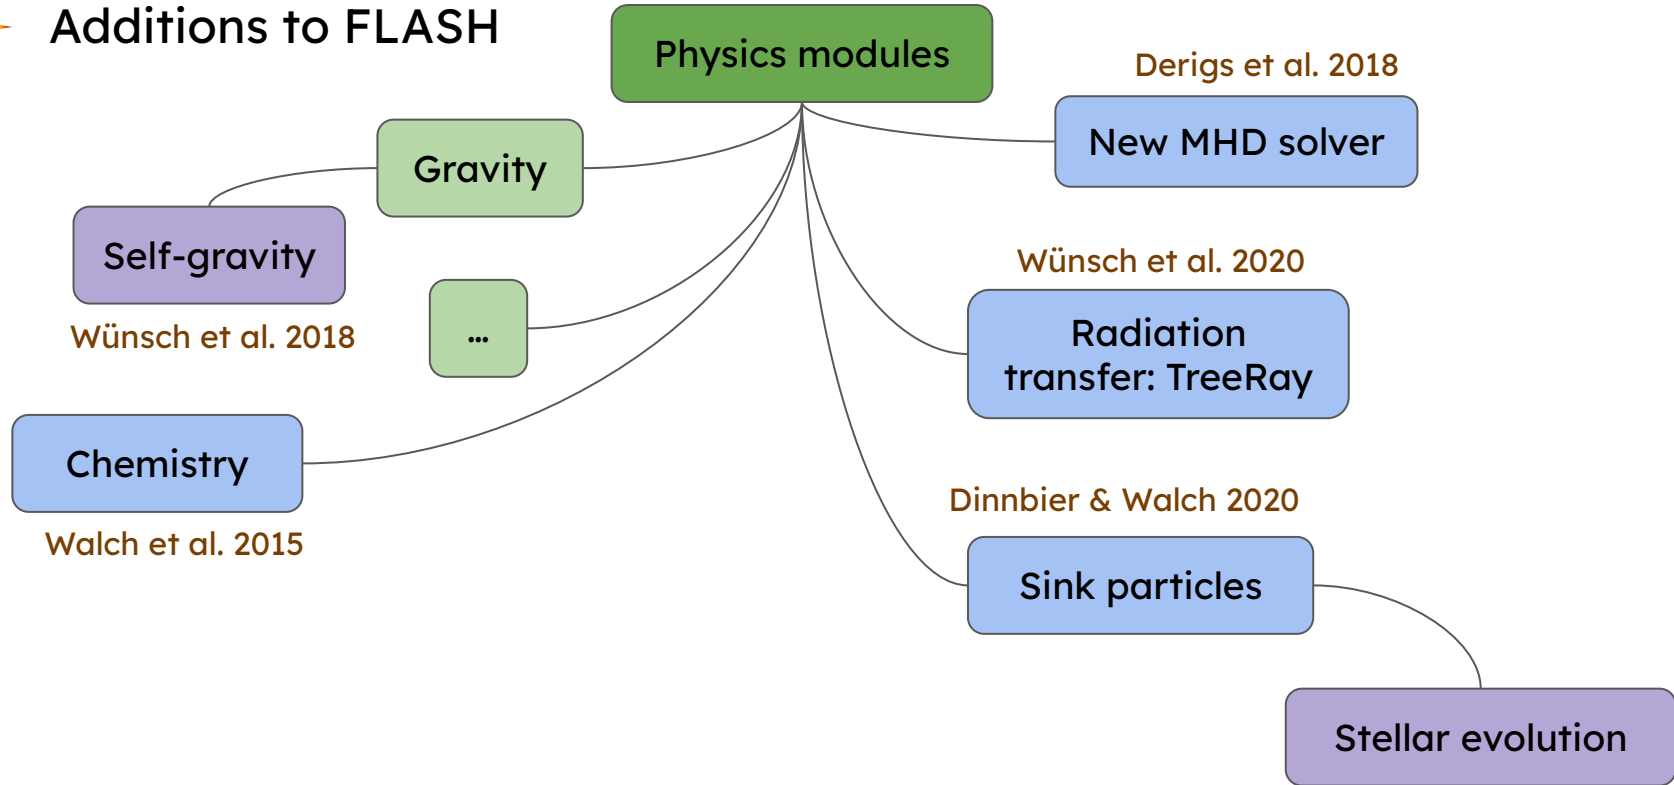 Additions to FLASH
Physics modules
Derigs et al. 2018
New MHD solver
Gravity
Self-gravity
Wünsch et al. 2018
...
Wünsch et al. 2020
Radiation
transfer: TreeRay
Chemistry
Walch et al. 2015
Dinnbier & Walch 2020
Sink particles
Stellar evolution